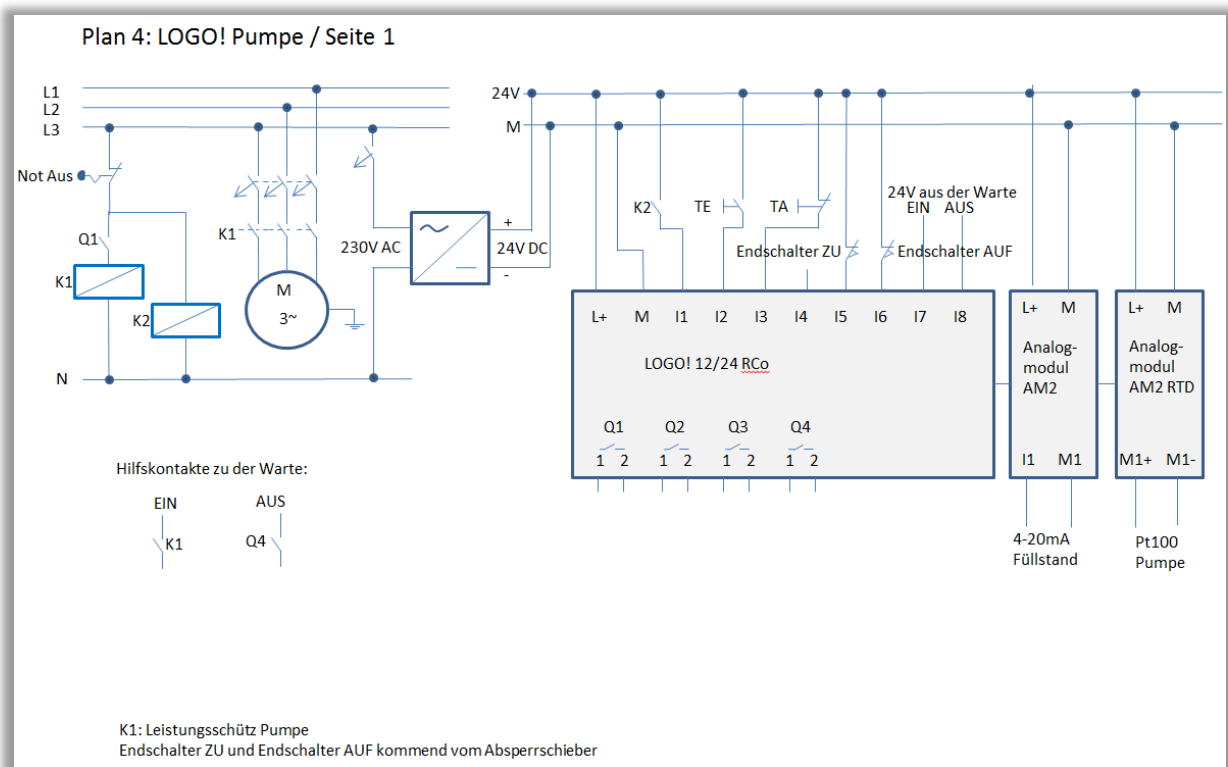 Plan 4: LOGO! Pumpe / Seite 1
L1
L2
L3
24V
M
Not Aus
24V aus der Warte
EIN AUS
K2
TE
TA
Q1
K1
230V AC
+
24V DC
-
Endschalter ZU
Endschalter AUF
K1
M
3~
K2
L+ M I1 I2 I3 I4 I5 I6 I7 I8
LOGO! 12/24 RCo
L+ M
Analog-
modul
AM2
L+ M
Analog-
modul
AM2 RTD
N
Q1 Q2 Q3 Q4
1 2 1 2 1 2 1 2
I1 M1
M1+ M1-
Hilfskontakte zu der Warte:
EIN
AUS
K1
Q4
4-20mA
Füllstand
Pt100
Pumpe
K1: Leistungsschütz Pumpe
Endschalter ZU und Endschalter AUF kommend vom Absperrschieber